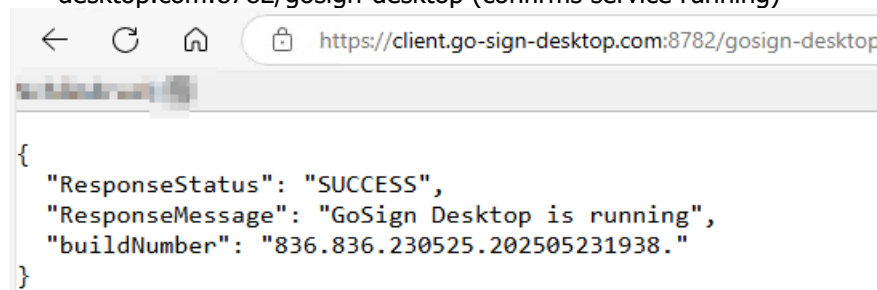 desktop.com:8782/gosign-desktop (confirms service running)
https://client.go-sign-desktop.com:8782/gosign-desktop
{
"ResponseStatus": "SUCCESS",
"ResponseMessage": "GoSign Desktop is running",
"buildNumber": "836.836.230525.202505231938."
}